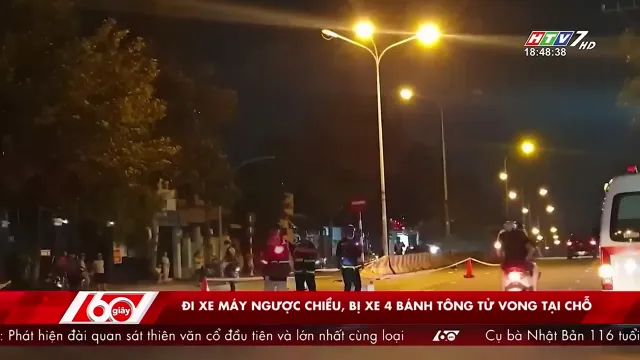 HTV7 HD
18:48:38
60 giây
ĐI XE MÁY NGƯỢC CHIỀU, BỊ XE 4 BÁNH TÔNG TỬ VONG TẠI CHỖ
: Phát hiện đài quan sát thiên văn cổ đầu tiên và lớn nhất cùng loại 60 Cụ bà Nhật Bản 116 tuổi